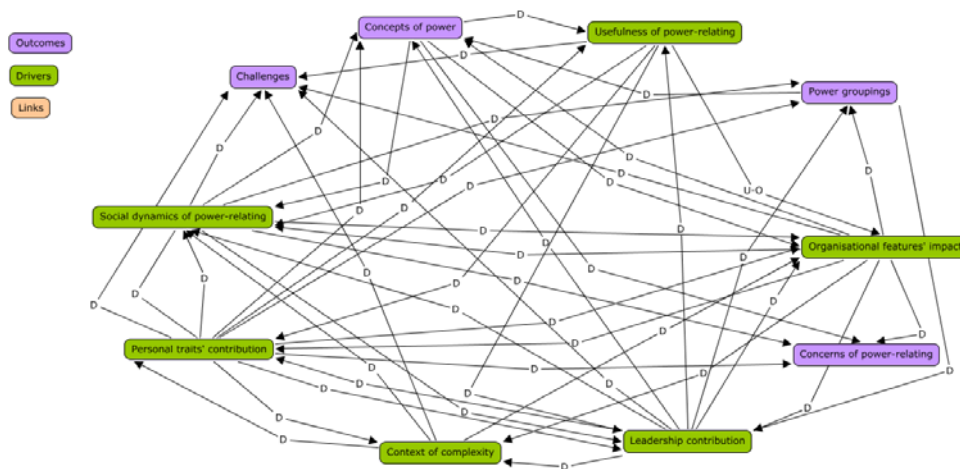 Concepts of power
D
Usefulness of power-relating
Outcomes
D
Challenges
Drivers
D
Power groupings
Links
D
D
D
D
D
D
D
D
D
D
D
U-O
D
D
Social dynamics of power-relating
D
D
D
D
D
Organisational features' impact
D
D
D
D
D
D
D
D
D
D
Personal traits' contribution
D
Concerns of power-relating
D
D
D
D
D
D
D
D
D
Leadership contribution
D
Context of complexity
D